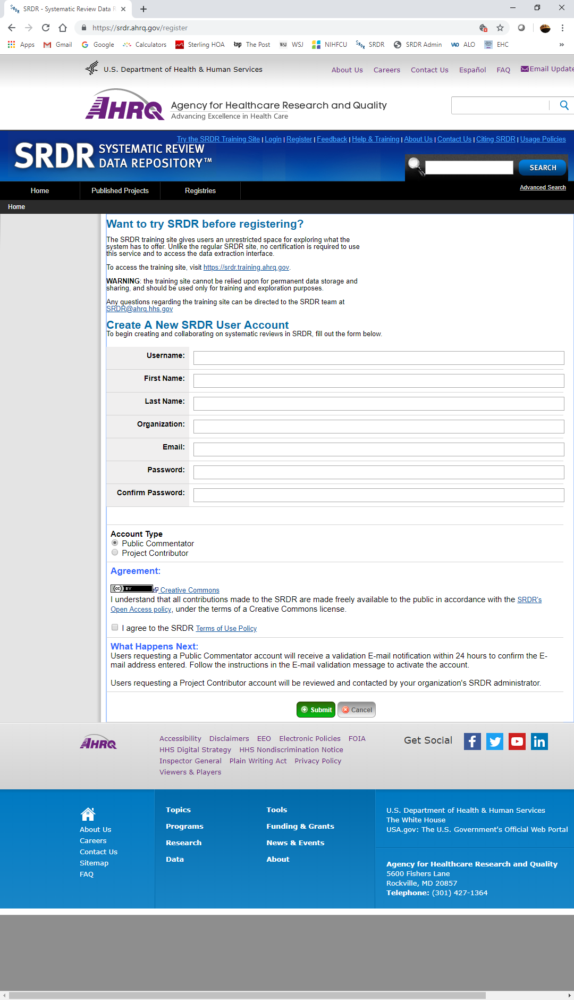 SRDR - Systematic Review Data R
https://srdr.ahrq.gov/register
Apps Gmail Google Calculators Sterling HOA The Post WSJ NIHFCU SRDR SRDR Admin ALO EHC »
U.S. Department of Health & Human Services
About Us Careers Contact Us Español FAQ Email Update
AHRQ
Agency for Healthcare Research and Quality
Advancing Excellence in Health Care
Try the SRDR Training Site | Login | Register | Feedback | Help & Training | About Us | Contact Us | Citing SRDR | Usage Policies
SRDR SYSTEMATIC REVIEW
DATA REPOSITORY™
SEARCH
Advanced Search
Home Published Projects Registries
Home
Want to try SRDR before registering?
The SRDR training site gives users an unrestricted space for exploring what the
system has to offer. Unlike the regular SRDR site, no certification is required to use
this service and to access the data extraction interface.
To access the training site, visit https://srdr.training.ahrq.gov.
WARNING: the training site cannot be relied upon for permanent data storage and
sharing, and should be used only for training and exploration purposes.
Any questions regarding the training site can be directed to the SRDR team at
SRDR@ahrq.hhs.gov
Create A New SRDR User Account
To begin creating and collaborating on systematic reviews in SRDR, fill out the form below.
Username:
First Name:
Last Name:
Organization:
Email:
Password:
Confirm Password:
Account Type
Public Commentator
Project Contributor
Agreement:
(cc) BY Creative Commons
I understand that all contributions made to the SRDR are made freely available to the public in accordance with the SRDR's
Open Access policy, under the terms of a Creative Commons license.
I agree to the SRDR Terms of Use Policy
What Happens Next:
Users requesting a Public Commentator account will receive a validation E-mail notification within 24 hours to confirm the E-
mail address entered. Follow the instructions in the E-mail validation message to activate the account.
Users requesting a Project Contributor account will be reviewed and contacted by your organization's SRDR administrator.
Submit Cancel
AHRQ
Accessibility Disclaimers EEO Electronic Policies FOIA
HHS Digital Strategy HHS Nondiscrimination Notice
Inspector General Plain Writing Act Privacy Policy
Viewers & Players
Get Social
About Us
Careers
Contact Us
Sitemap
FAQ
Topics
Programs
Research
Data
Tools
Funding & Grants
News & Events
About
U.S. Department of Health & Human Services
The White House
USA.gov: The U.S. Government's Official Web Portal
Agency for Healthcare Research and Quality
5600 Fishers Lane
Rockville, MD 20857
Telephone: (301) 427-1364